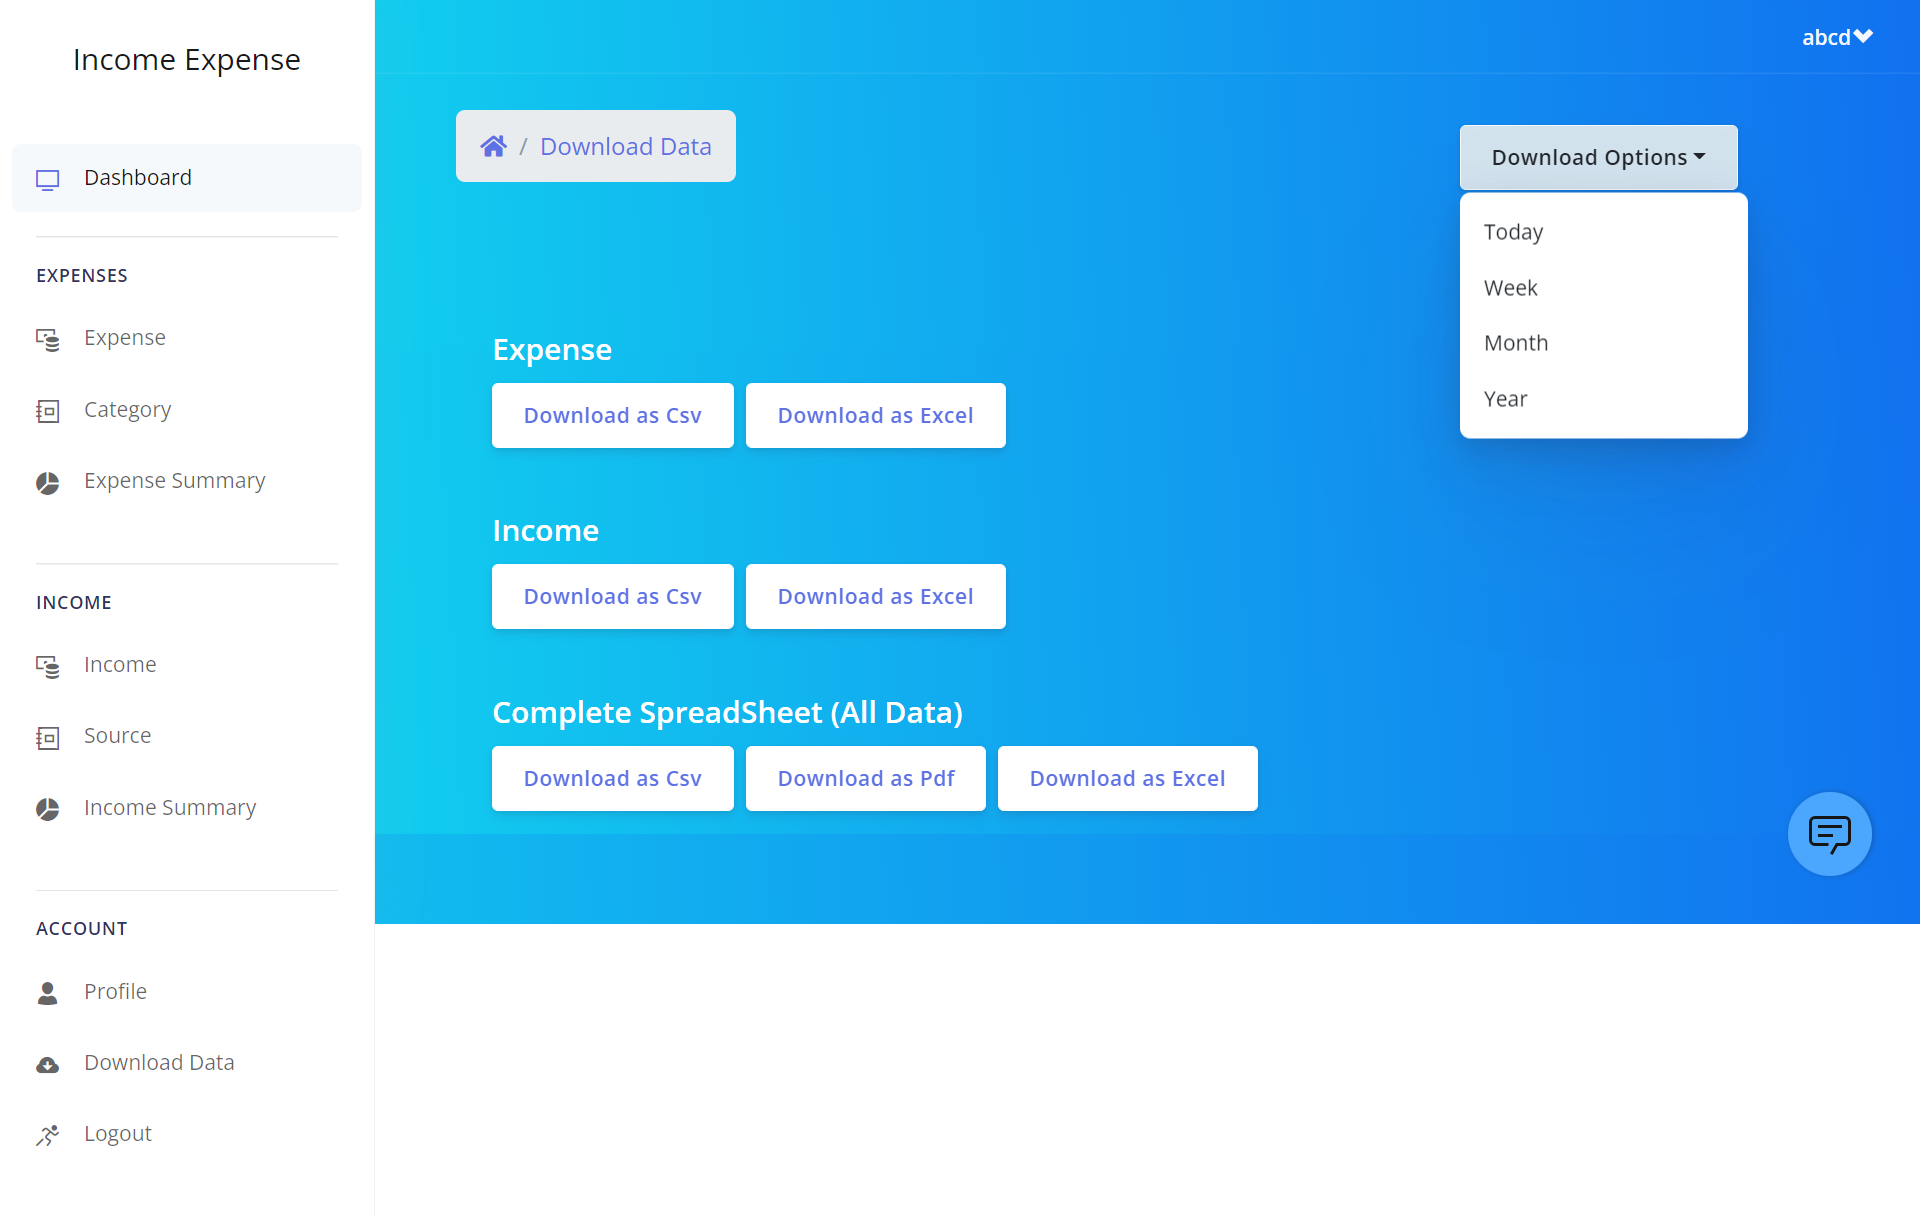 Income Expense
Dashboard
EXPENSES
Expense
Category
Expense Summary
INCOME
Income
Source
Income Summary
ACCOUNT
Profile
Download Data
Logout
abcd
/ Download Data
Download Options
Today
Week
Month
Year
Expense
Download as Csv Download as Excel
Income
Download as Csv Download as Excel
Complete SpreadSheet (All Data)
Download as Csv Download as Pdf Download as Excel